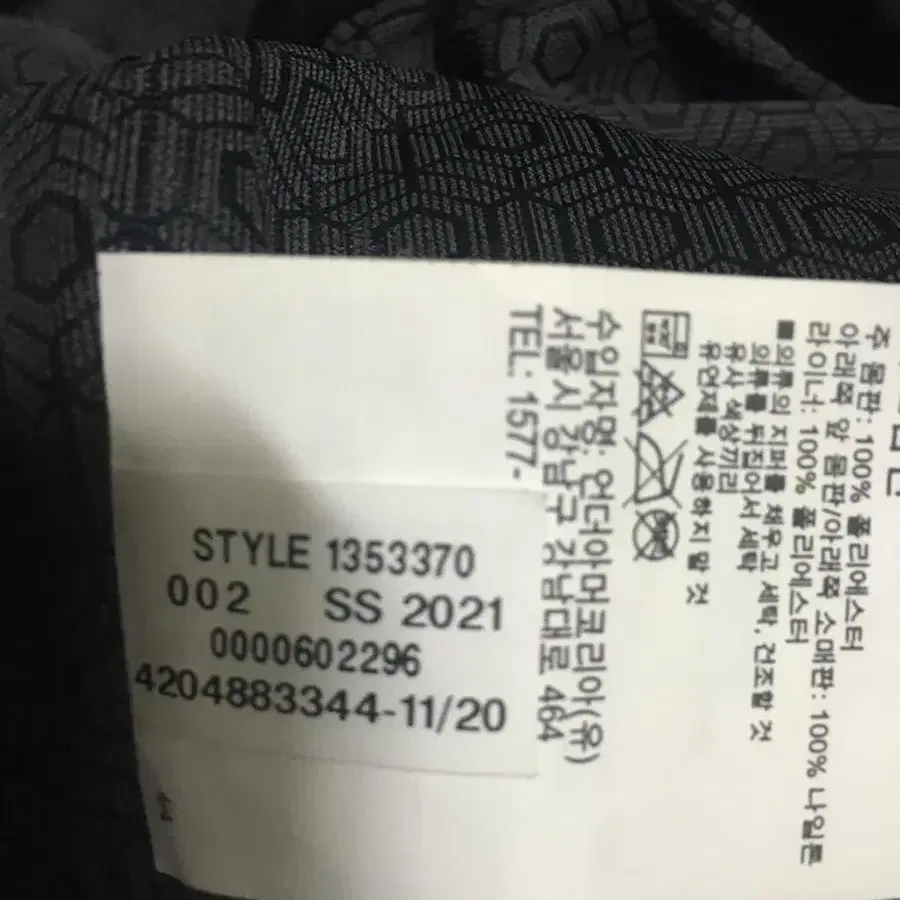 주 몸판: 100% 폴리에스터
아래쪽 앞 몸판/아래쪽 소매판: 100% 나일론
라이너: 100% 폴리에스터
■ 의류의 지퍼를 채우고 세탁, 건조할 것
의류를 뒤집어서 세탁
유사 색상끼리
유연제를 사용하지 말 것
수입자명: 언더아머코리아(유)
서울시 강남구 강남대로 464
TEL: 1577-
STYLE 1353370
002 SS 2021
0000602296
4204883344-11/20